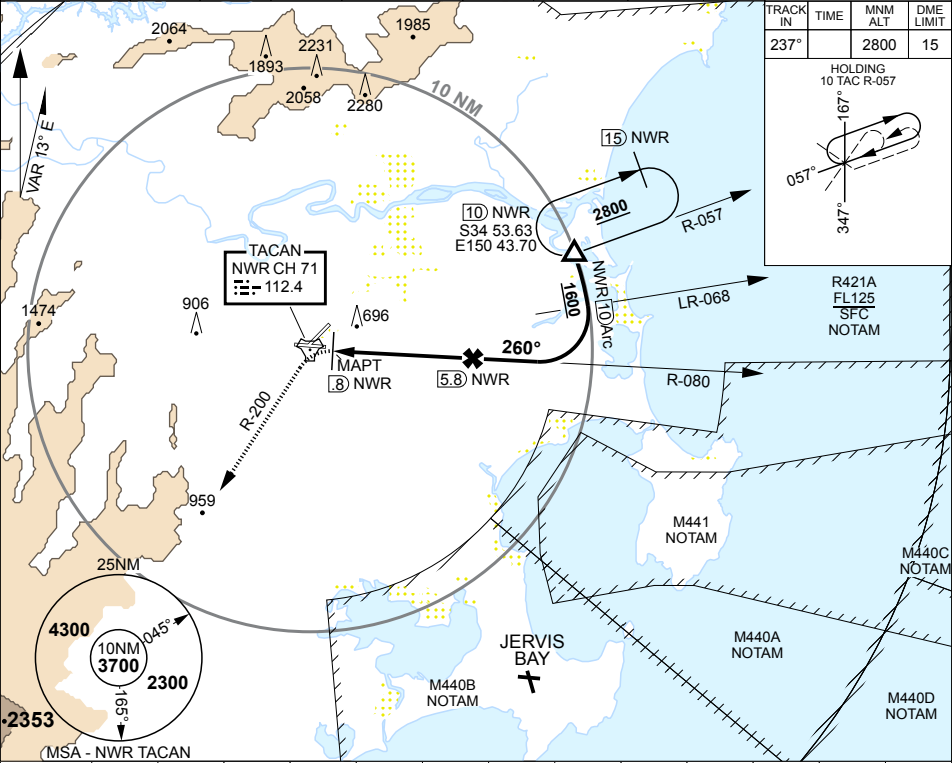 TRACK IN
TIME
MNM ALT
DME LIMIT
237°
2800
15
HOLDING
10 TAC R-057
167°
057°
347°
2064
1893
2231
2058
2280
1985
10 NM
VAR 13° E
15 NWR
2800
10 NWR
S34 53.63
E150 43.70
R-057
TACAN
NWR CH 71
112.4
NWR 10 Arc
1600
LR-068
R421A
FL125
SFC
NOTAM
1474
906
696
260°
MAPT
.8 NWR
5.8 NWR
R-080
R-200
959
M441
NOTAM
M440C
NOTAM
25NM
4300
045°
10NM
3700
2300
165°
2353
MSA - NWR TACAN
JERVIS
BAY
M440B
NOTAM
M440A
NOTAM
M440D
NOTAM